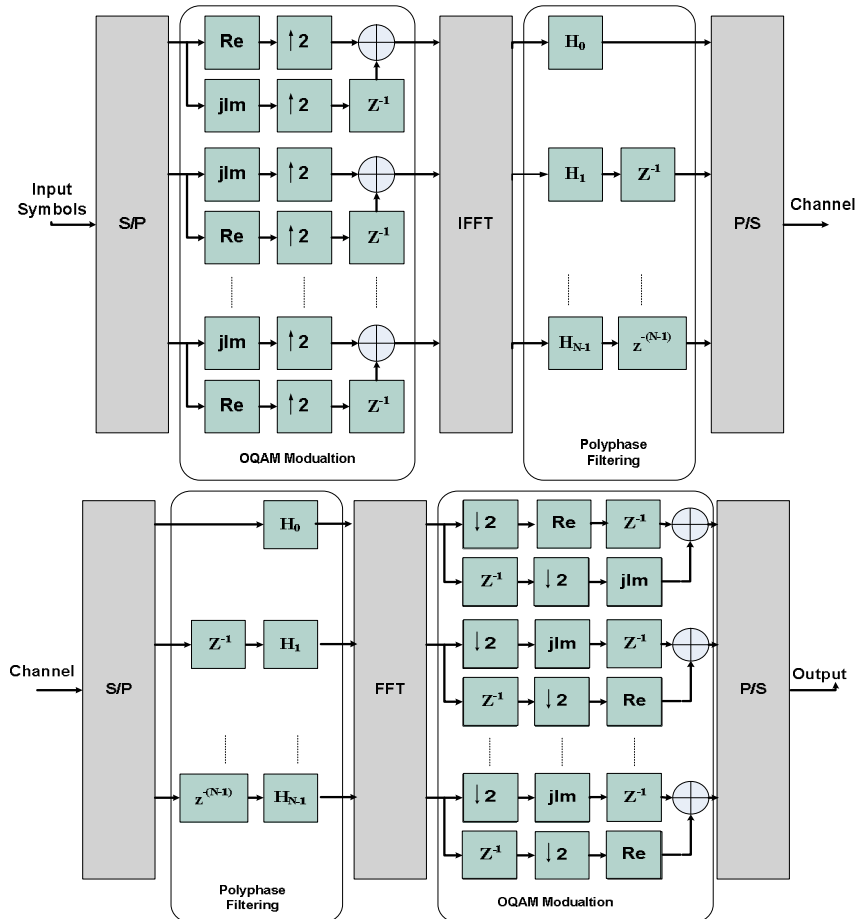 Re ↑2
H₀
jIm ↑2 Z⁻¹
jIm ↑2
H₁ Z⁻¹
Input
Symbols
S/P
IFFT
P/S
Channel
Re ↑2 Z⁻¹
jIm ↑2
H_N-1 z^-(N-1)
Re ↑2 Z⁻¹
OQAM Modualtion
Polyphase
Filtering
H₀
↓2 Re Z⁻¹
Z⁻¹ ↓2 jIm
Z⁻¹ H₁
↓2 jIm Z⁻¹
Channel
S/P
FFT
Z⁻¹ ↓2 Re
P/S
Output
z^-(N-1) H_N-1
↓2 jIm Z⁻¹
Z⁻¹ ↓2 Re
Polyphase
Filtering
OQAM Modualtion